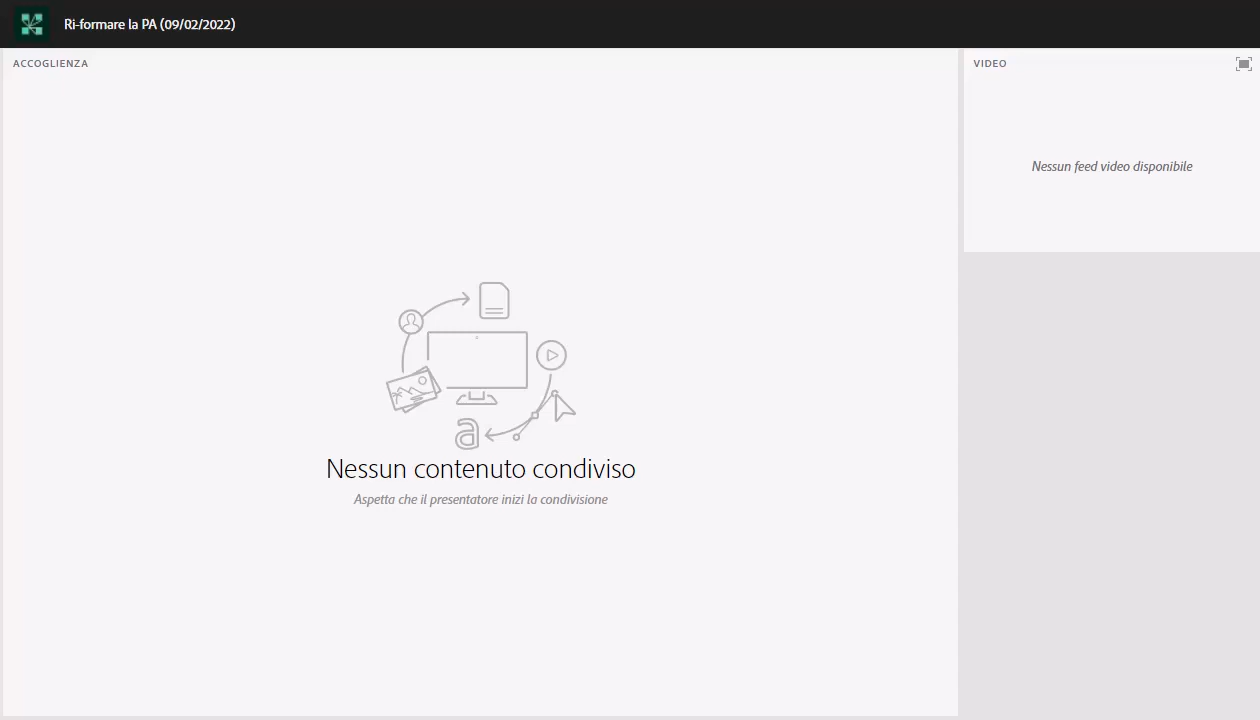 Ri-formare la PA (09/02/2022)
ACCOGLIENZA
VIDEO
Nessun feed video disponibile
a
Nessun contenuto condiviso
Aspetta che il presentatore inizi la condivisione